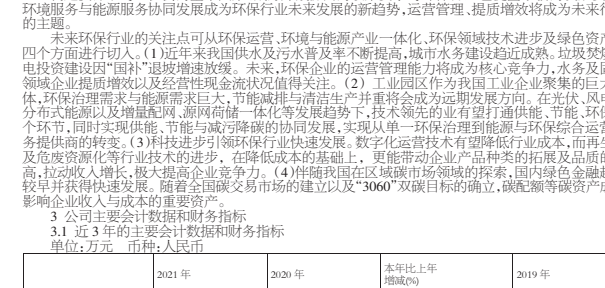 环境服务与能源服务协同发展成为环保行业未来发展的新趋势,运营管理、提质增效将成为未来行
的主题。
未来环保行业的关注点可从环保运营、环境与能源产业一体化、环保领域技术进步及绿色资产
四个方面进行切入。(1)近年来我国供水及污水普及率不断提高,城市水务建设趋近成熟。垃圾焚
电投资建设因“国补”退坡增速放缓。未来,环保企业的运营管理能力将成为核心竞争力,水务及固
领域企业提质增效以及经营性现金流状况值得关注。(2) 工业园区作为我国工业企业聚集的巨大
体,环保治理需求与能源需求巨大,节能减排与清洁生产并重将会成为远期发展方向。在光伏、风电
分布式能源以及增量配网、源网荷储一体化等发展趋势下,技术领先的业有望打通供能、节能、环保
个环节,同时实现供能、节能与减污降碳的协同发展,实现从单一环保治理到能源与环保综合运营
务提供商的转变。(3)科技进步引领环保行业快速发展。数字化运营技术有望降低行业成本,而再生
及危废资源化等行业技术的进步，在降低成本的基础上，更能带动企业产品种类的拓展及品质的
高,拉动收入增长,极大提高企业竞争力。(4)伴随我国在区域碳市场领域的探索,国内绿色金融起
较早并获得快速发展。随着全国碳交易市场的建立以及“3060”双碳目标的确立,碳配额等碳资产成
影响企业收入与成本的重要资产。
3 公司主要会计数据和财务指标
3.1 近 3 年的主要会计数据和财务指标
单位:万元 币种:人民币
2021 年 2020 年 本年比上年 2019 年
增减(%)